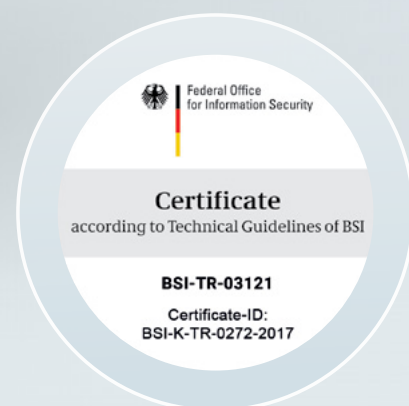 Federal Office
for Information Security
Certificate
according to Technical Guidelines of BSI
BSI-TR-03121
Certificate-ID:
BSI-K-TR-0272-2017